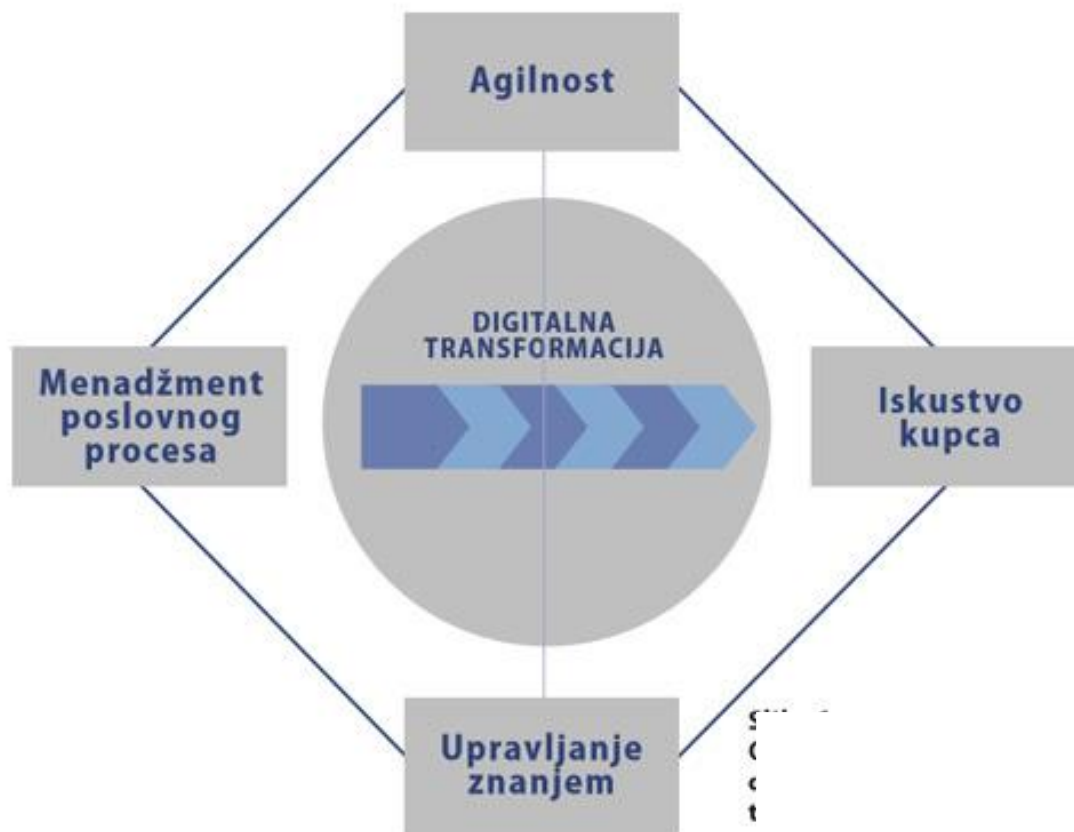 Agilnost
DIGITALNA
TRANSFORMACIJA
Menadžment
poslovnog
procesa
Iskustvo
kupca
Upravljanje
znanjem